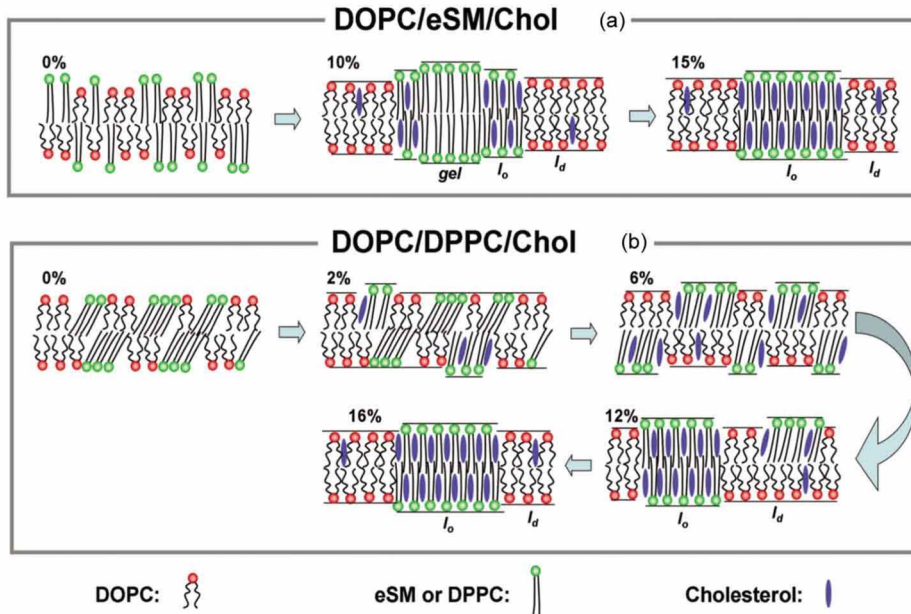 DOPC/eSM/Chol (a)
0%
10%
15%
gel
lo
ld
lo
ld
DOPC/DPPC/Chol (b)
0%
2%
6%
16%
12%
lo
ld
lo
ld
DOPC:
eSM or DPPC:
Cholesterol: